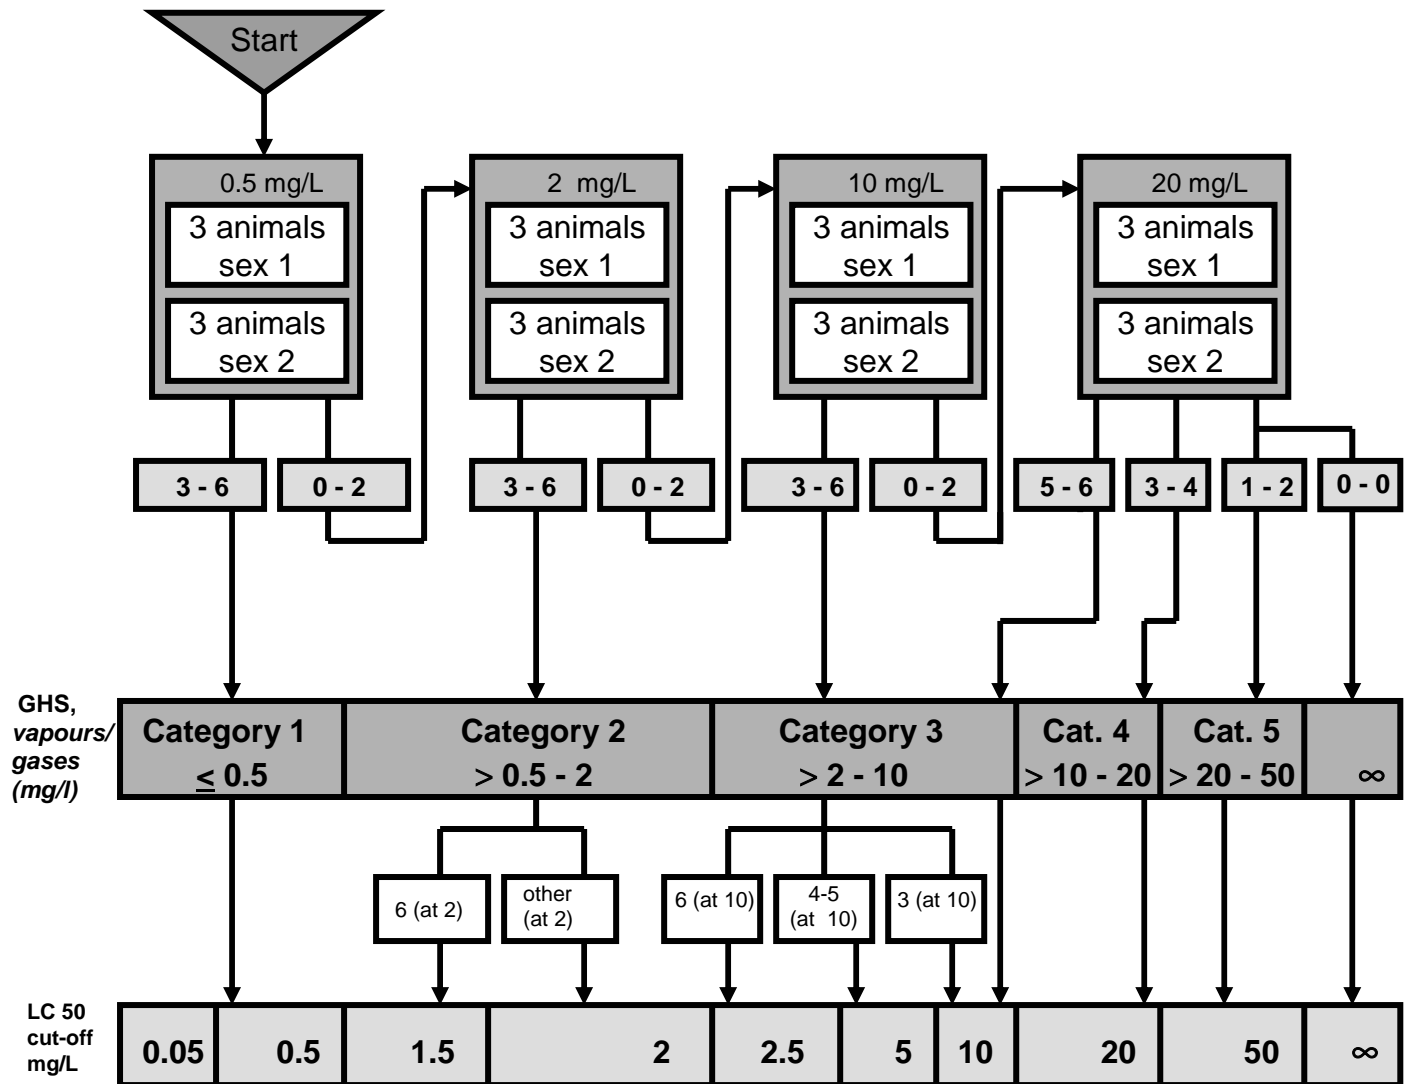 Start
0.5 mg/L
3 animals
sex 1
3 animals
sex 2
2 mg/L
3 animals
sex 1
3 animals
sex 2
10 mg/L
3 animals
sex 1
3 animals
sex 2
20 mg/L
3 animals
sex 1
3 animals
sex 2
3 - 6
0 - 2
3 - 6
0 - 2
3 - 6
0 - 2
5 - 6
3 - 4
1 - 2
0 - 0
GHS,
vapours/
gases
(mg/l)
Category 1
≤ 0.5
Category 2
> 0.5 - 2
Category 3
> 2 - 10
Cat. 4
> 10 - 20
Cat. 5
> 20 - 50
∞
6 (at 2)
other
(at 2)
6 (at 10)
4-5
(at 10)
3 (at 10)
LC 50
cut-off
mg/L
0.05
0.5
1.5
2
2.5
5
10
20
50
∞